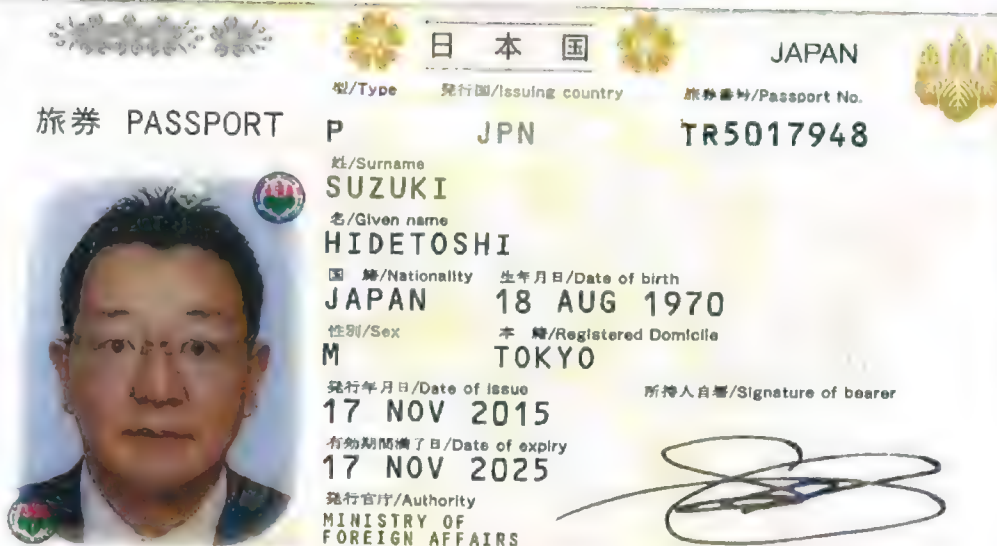 日本国 JAPAN
型/Type 発行国/Issuing country 旅券番号/Passport No.
旅券 PASSPORT P JPN TR5017948
姓/Surname
SUZUKI
名/Given name
HIDETOSHI
国籍/Nationality 生年月日/Date of birth
JAPAN 18 AUG 1970
性別/Sex 本籍/Registered Domicile
M TOKYO
発行年月日/Date of issue 所持人自署/Signature of bearer
17 NOV 2015
有効期間満了日/Date of expiry
17 NOV 2025
発行官庁/Authority
MINISTRY OF
FOREIGN AFFAIRS